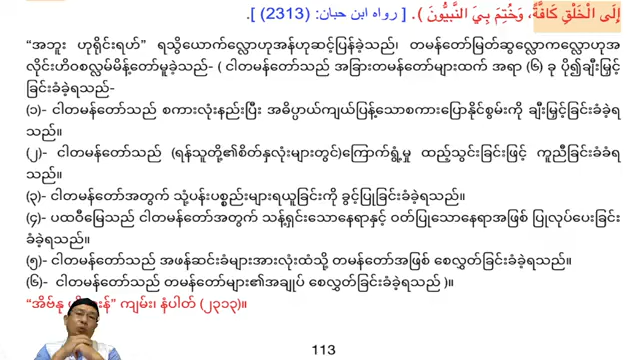 إِلَى الْخَلْقِ كَافَّةً، وَخُتِمَ بِيَ النَّبِيُّونَ ). [ رواه ابن حبان: (2313) ].
“အဘူး ဟုရိုင်းရဟ်” ရသွိယောက်လ္လောဟုအန်ဟုဆင့်ပြန်ခဲ့သည်၊ တမန်တော်မြတ်ဆွလ္လောကလ္လောဟုအ
လိုင်းဟိဝစလ္လမ်မိန့်တော်မူခဲ့သည်- ( ငါတမန်တော်သည် အခြားတမန်တော်များထက် အရာ (၆) ခု ပို၍ချီးမြှင့်
ခြင်းခံခဲ့ရသည်-
(၁)- ငါတမန်တော်သည် စကားလုံးနည်းပြီး အဓိပ္ပာယ်ကျယ်ပြန့်သောစကားပြောနိုင်စွမ်းကို ချီးမြှင့်ခြင်းခံခဲ့ရ
သည်။
(၂)- ငါတမန်တော်သည် (ရန်သူတို့၏စိတ်နှလုံးများတွင်)ကြောက်ရွံ့မှု ထည့်သွင်းခြင်းဖြင့် ကူညီခြင်းခံခဲ့ရ
သည်။
(၃)- ငါတမန်တော်အတွက် သုံ့ပန်းပစ္စည်းများရယူခြင်းကို ခွင့်ပြုခြင်းခံခဲ့ရသည်။
(၄)- ပထဝီမြေသည် ငါတမန်တော်အတွက် သန့်ရှင်းသောနေရာနှင့် ဝတ်ပြုသောနေရာအဖြစ် ပြုလုပ်ပေးခြင်း
ခံခဲ့ရသည်။
(၅)- ငါတမန်တော်သည် အဖန်ဆင်းခံများအားလုံးထံသို့ တမန်တော်အဖြစ် စေလွှတ်ခြင်းခံခဲ့ရသည်။
(၆)- ငါတမန်တော်သည် တမန်တော်များ၏အချုပ် စေလွှတ်ခြင်းခံခဲ့ရသည် )။
“အိဗ်နု ကျမ်း၊ နံပါတ် (၂၃၁၃)။
113